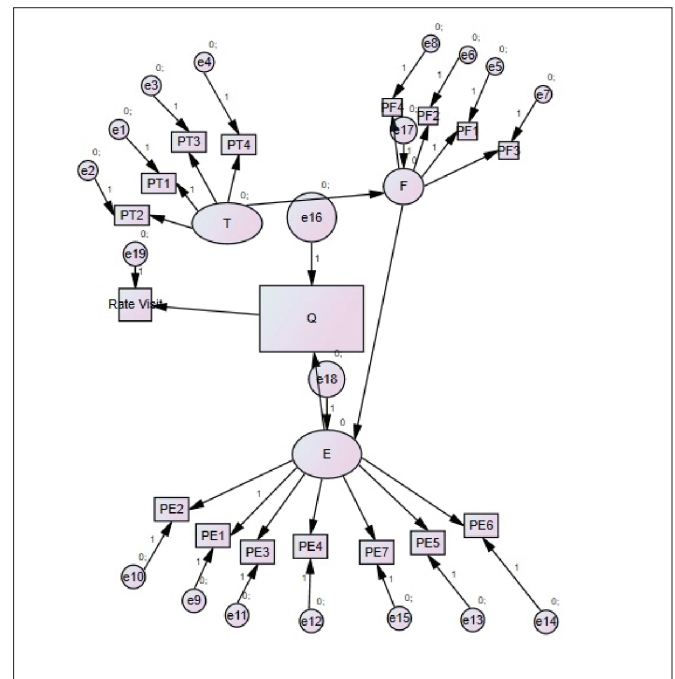 0;
e8
0;
e6
0;
e5
0;
e7
1
1
1
1
0;
e4
0;
e3
0;
e1
0;
e2
1
1
1
1
PF4
PF2
PF1
PF3
0;
e17
1
1
0
F
PT3
PT4
PT1
PT2
1
0;
T
0;
e16
1
0;
e19
1
Rate Visit
Q
0;
e18
1
0
E
1
PE2
PE1
PE3
PE4
PE7
PE5
PE6
1
1
1
1
1
1
1
0;
e10
0;
e9
0;
e11
0;
e12
0;
e15
0;
e13
0;
e14